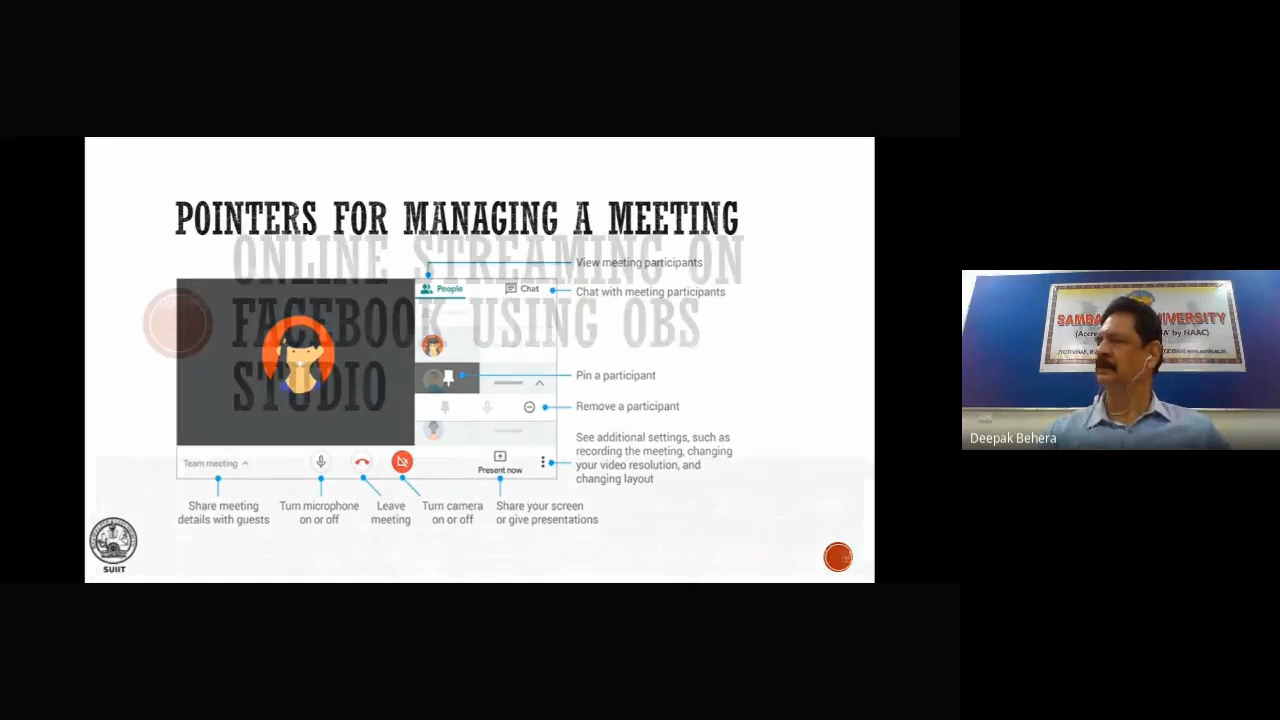 POINTERS FOR MANAGING A MEETING
ONLINE STREAMING ON
FACEBOOK USING OBS
STUDIO
View meeting participants
People
Chat
Chat with meeting participants
Pin a participant
Remove a participant
See additional settings, such as
recording the meeting, changing
your video resolution, and
changing layout
Team meeting
Present now
Share meeting
details with guests
Turn microphone
on or off
Leave
meeting
Turn camera
on or off
Share your screen
or give presentations
SUIIT
Deepak Behera